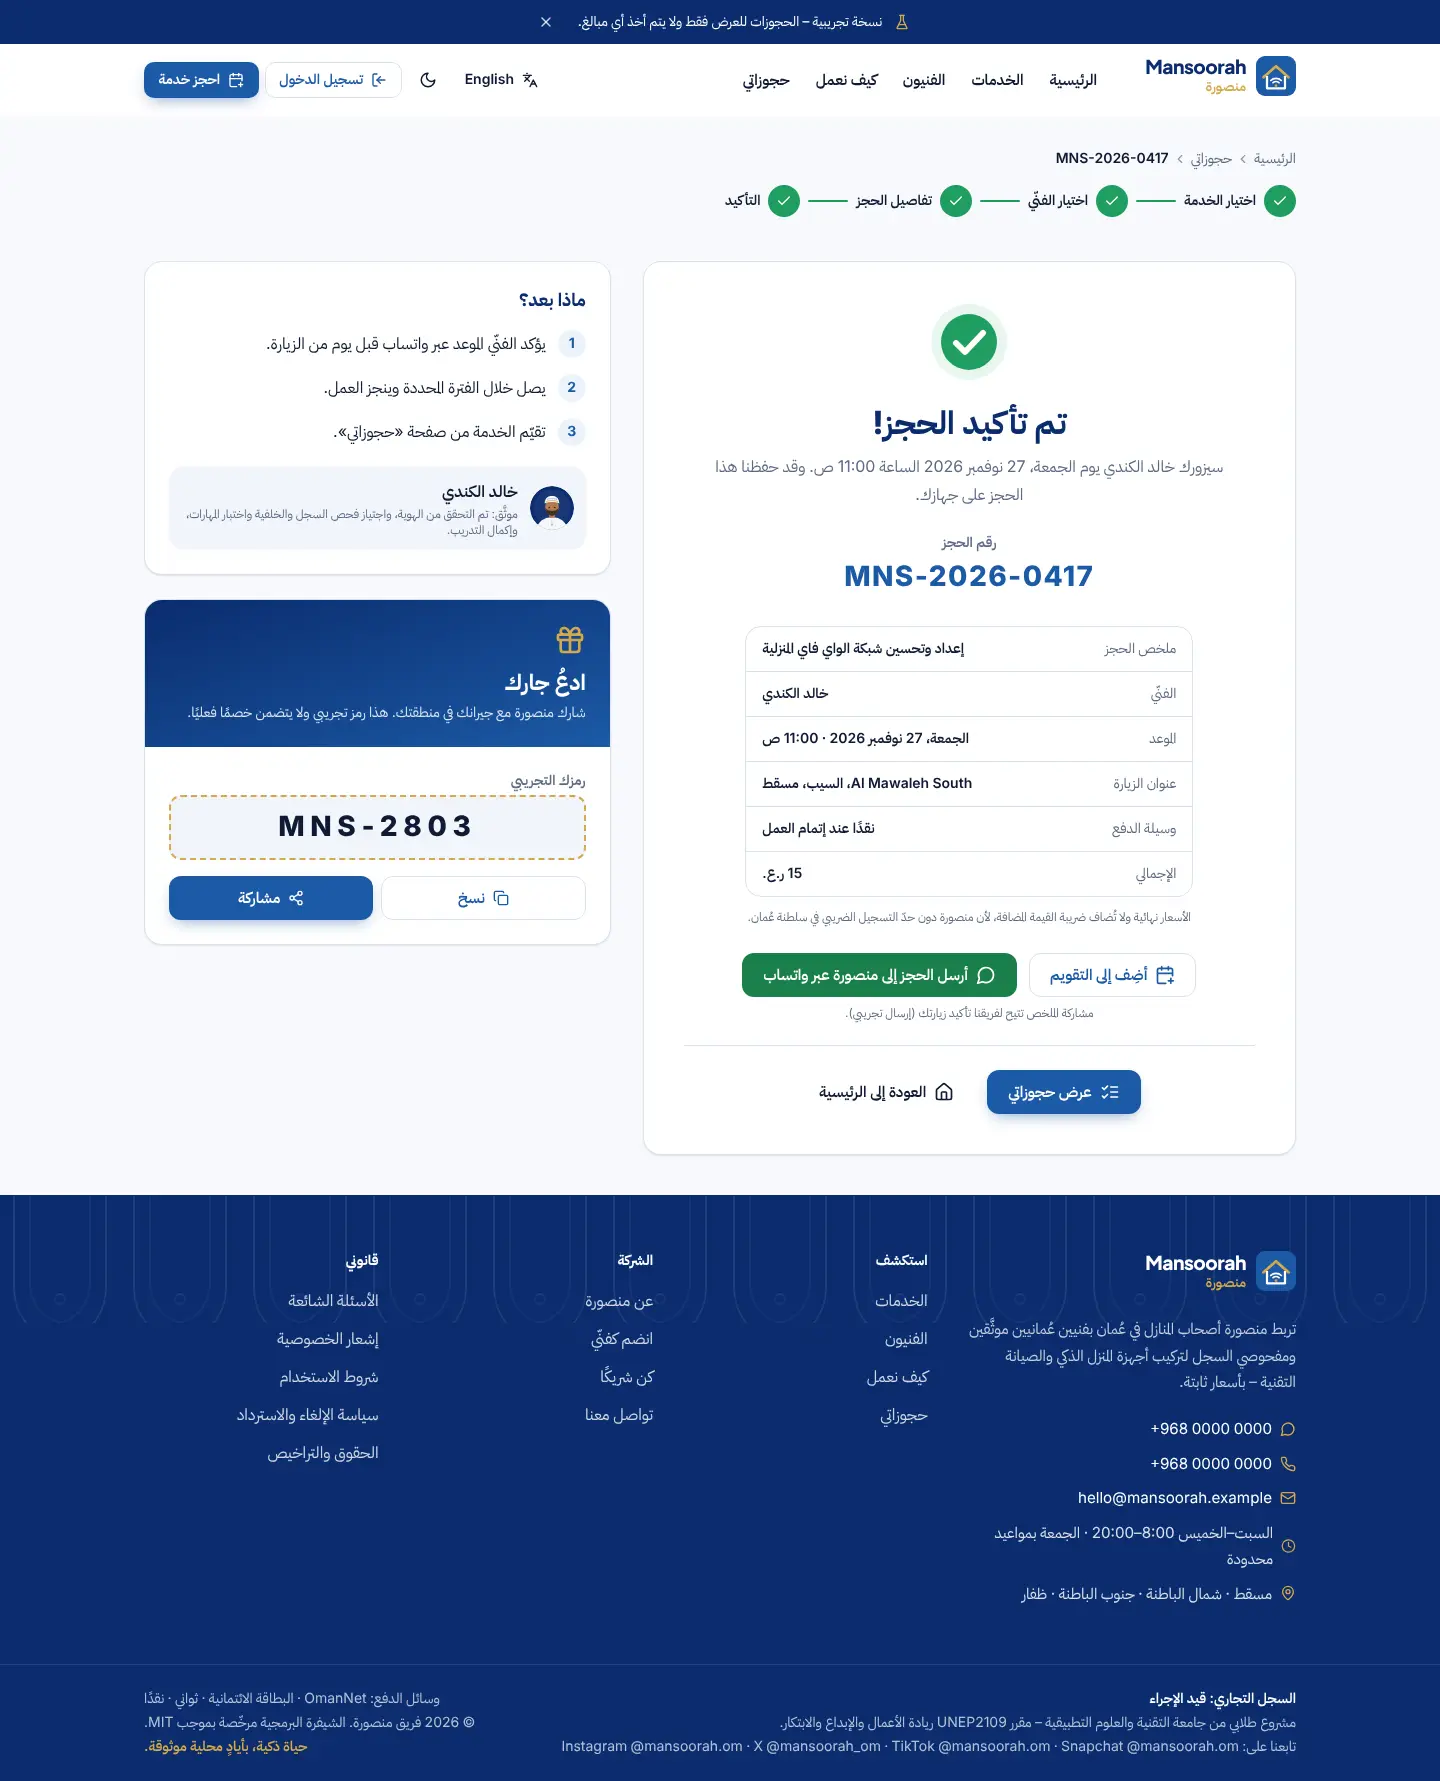 نسخة تجريبية – الحجوزات للعرض فقط ولا يتم أخذ أي مبالغ.
Mansoorah
منصورة
الرئيسية
الخدمات
الفنيون
كيف نعمل
حجوزاتي
English
تسجيل الدخول
احجز خدمة
الرئيسية
حجوزاتي
MNS-2026-0417
اختيار الخدمة
اختيار الفنّي
تفاصيل الحجز
التأكيد
تم تأكيد الحجز!
سيزورك خالد الكندي يوم الجمعة، 27 نوفمبر 2026 الساعة 11:00 ص. وقد حفظنا هذا
الحجز على جهازك.
رقم الحجز
MNS-2026-0417
ملخص الحجز
إعداد وتحسين شبكة الواي فاي المنزلية
الفنّي
خالد الكندي
الموعد
الجمعة، 27 نوفمبر 2026 · 11:00 ص
عنوان الزيارة
Al Mawaleh South، السيب، مسقط
وسيلة الدفع
نقدًا عند إتمام العمل
الإجمالي
15 ر.ع.
الأسعار نهائية ولا تُضاف ضريبة القيمة المضافة، لأن منصورة دون حدّ التسجيل الضريبي في سلطنة عُمان.
أضِف إلى التقويم
أرسل الحجز إلى منصورة عبر واتساب
مشاركة الملخص تتيح لفريقنا تأكيد زيارتك (إرسال تجريبي).
عرض حجوزاتي
العودة إلى الرئيسية
ماذا بعد؟
1 يؤكد الفنّي الموعد عبر واتساب قبل يوم من الزيارة.
2 يصل خلال الفترة المحددة وينجز العمل.
3 تقيّم الخدمة من صفحة «حجوزاتي».
خالد الكندي
موثَّق: تم التحقق من الهوية، واجتياز فحص السجل والخلفية واختبار المهارات،
وإكمال التدريب.
ادعُ جارك
شارك منصورة مع جيرانك في منطقتك. هذا رمز تجريبي ولا يتضمن خصمًا فعليًا.
رمزك التجريبي
MNS-2803
نسخ
مشاركة
Mansoorah
منصورة
تربط منصورة أصحاب المنازل في عُمان بفنيين عُمانيين موثَّقين
ومفحوصي السجل لتركيب أجهزة المنزل الذكي والصيانة
التقنية – بأسعار ثابتة.
+968 0000 0000
+968 0000 0000
hello@mansoorah.example
السبت–الخميس 8:00–20:00 · الجمعة بمواعيد
محدودة
مسقط · شمال الباطنة · جنوب الباطنة · ظفار
استكشف
الخدمات
الفنيون
كيف نعمل
حجوزاتي
الشركة
عن منصورة
انضم كفنّي
كن شريكًا
تواصل معنا
قانوني
الأسئلة الشائعة
إشعار الخصوصية
شروط الاستخدام
سياسة الإلغاء والاسترداد
الحقوق والتراخيص
السجل التجاري: قيد الإجراء
مشروع طلابي من جامعة التقنية والعلوم التطبيقية – مقرر UNEP2109 ريادة الأعمال والإبداع والابتكار.
تابعنا على: Instagram @mansoorah.om · X @mansoorah_om · TikTok @mansoorah.om · Snapchat @mansoorah.om
وسائل الدفع: OmanNet · البطاقة الائتمانية · ثواني · نقدًا
© 2026 فريق منصورة. الشيفرة البرمجية مرخّصة بموجب MIT.
حياة ذكية، بأيادٍ محلية موثوقة.